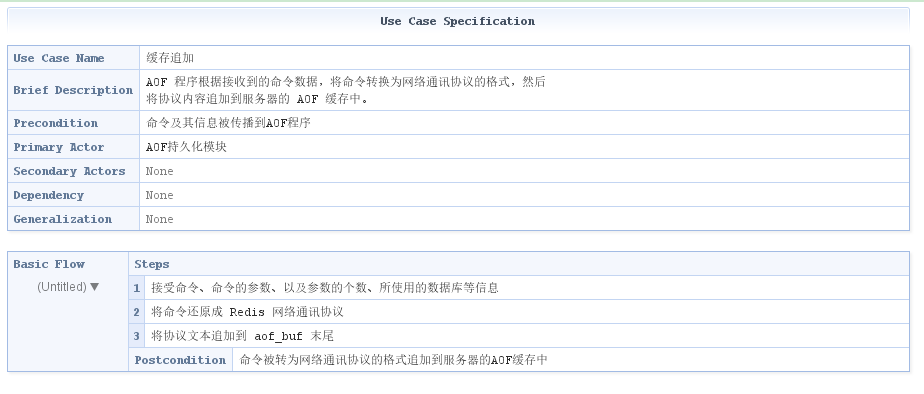 Use Case Specification
Use Case Name 缓存追加
Brief Description AOF 程序根据接收到的命令数据，将命令转换为网络通讯协议的格式，然后
将协议内容追加到服务器的 AOF 缓存中。
Precondition 命令及其信息被传播到AOF程序
Primary Actor AOF持久化模块
Secondary Actors None
Dependency None
Generalization None
Basic Flow Steps
(Untitled) ▼ 1 接受命令、命令的参数、以及参数的个数、所使用的数据库等信息
2 将命令还原成 Redis 网络通讯协议
3 将协议文本追加到 aof_buf 末尾
Postcondition 命令被转为网络通讯协议的格式追加到服务器的AOF缓存中